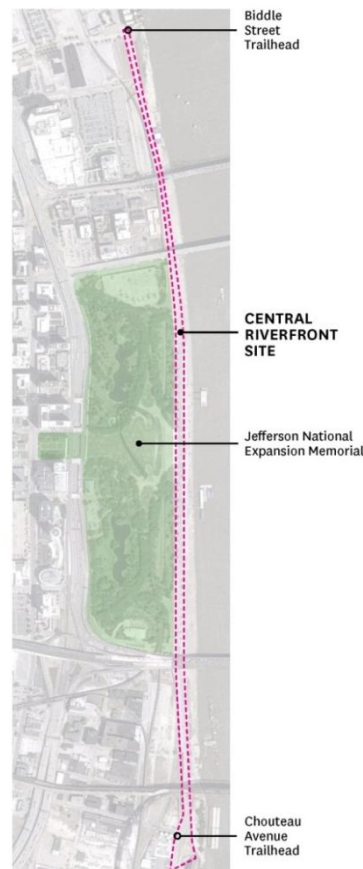 Biddle
Street
Trailhead
CENTRAL
RIVERFRONT
SITE
Jefferson National
Expansion Memorial
Chouteau
Avenue
Trailhead